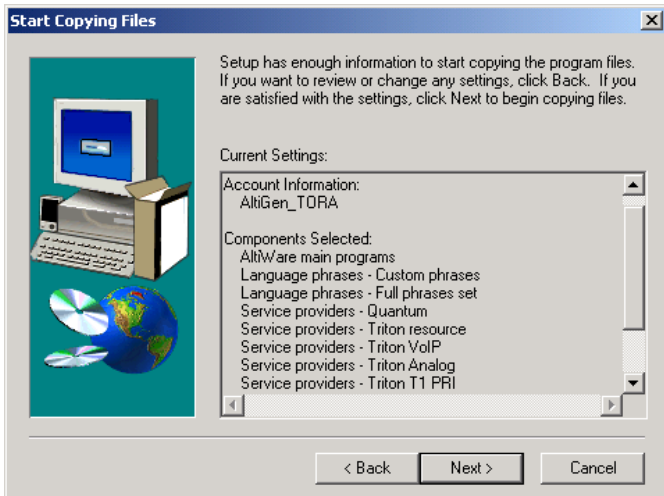 Start Copying Files
Setup has enough information to start copying the program files.
If you want to review or change any settings, click Back. If you
are satisfied with the settings, click Next to begin copying files.
Current Settings:
Account Information:
AltiGen_TORA
Components Selected:
AltiWare main programs
Language phrases - Custom phrases
Language phrases - Full phrases set
Service providers - Quantum
Service providers - Triton resource
Service providers - Triton VoIP
Service providers - Triton Analog
Service providers - Triton T1 PRI
< Back
Next >
Cancel